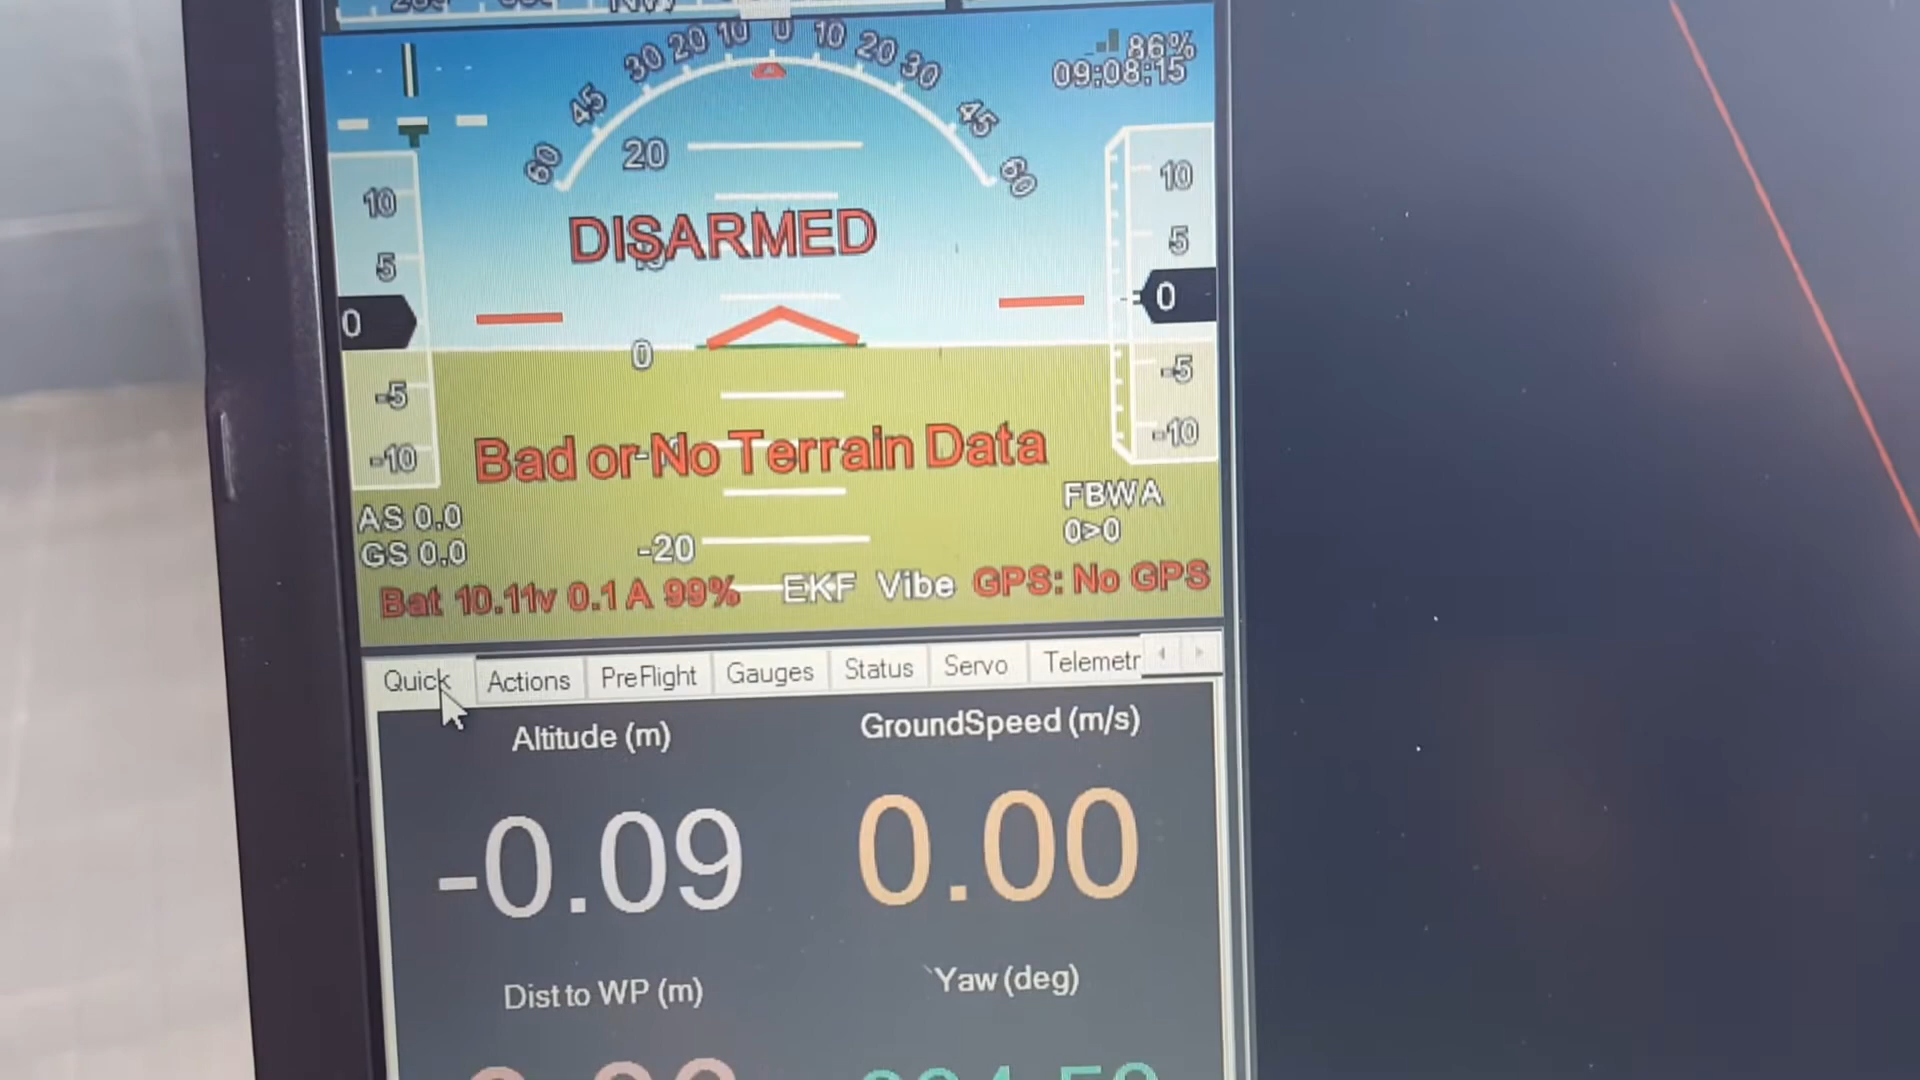 60 45 30 20 10 0 10 20 30 45 60
86%
09:08:15
20
10
5
0
-5
-10
DISARMED
10
5
0
-5
-10
0
Bad or No Terrain Data
AS 0.0
GS 0.0
-20
FBWA
0>0
Bat 10.11v 0.1 A 99% EKF Vibe GPS: No GPS
Quick Actions PreFlight Gauges Status Servo Telemetr
Altitude (m) GroundSpeed (m/s)
-0.09 0.00
Dist to WP (m) Yaw (deg)